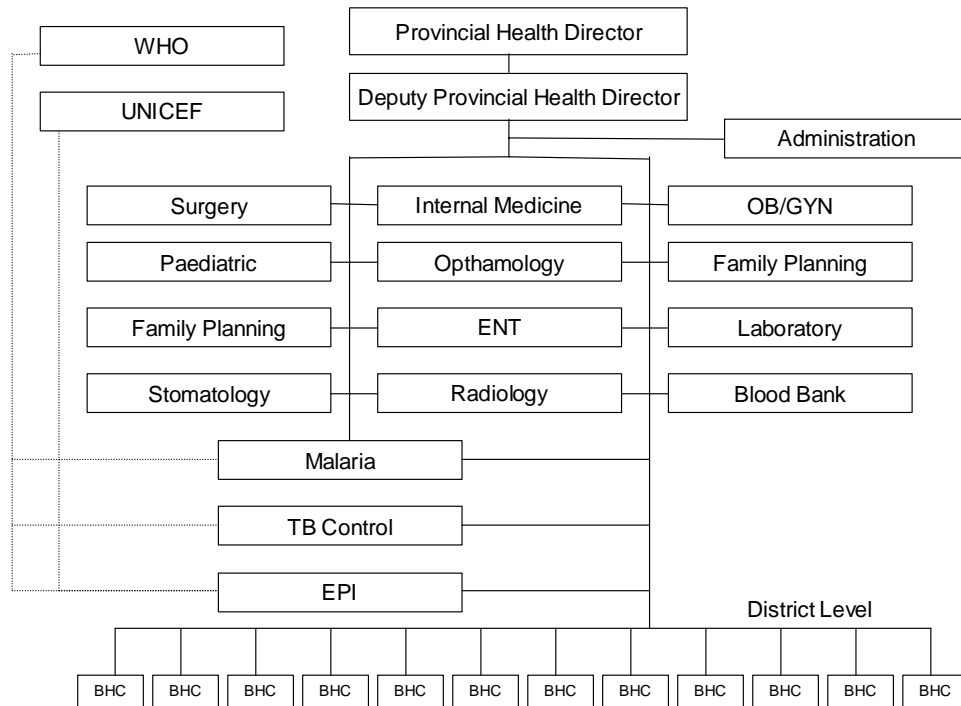 Provincial Health Director
WHO
Deputy Provincial Health Director
UNICEF
Administration
Surgery
Internal Medicine
OB/GYN
Paediatric
Opthamology
Family Planning
Family Planning
ENT
Laboratory
Stomatology
Radiology
Blood Bank
Malaria
TB Control
EPI
District Level
BHC BHC BHC BHC BHC BHC BHC BHC BHC BHC BHC BHC